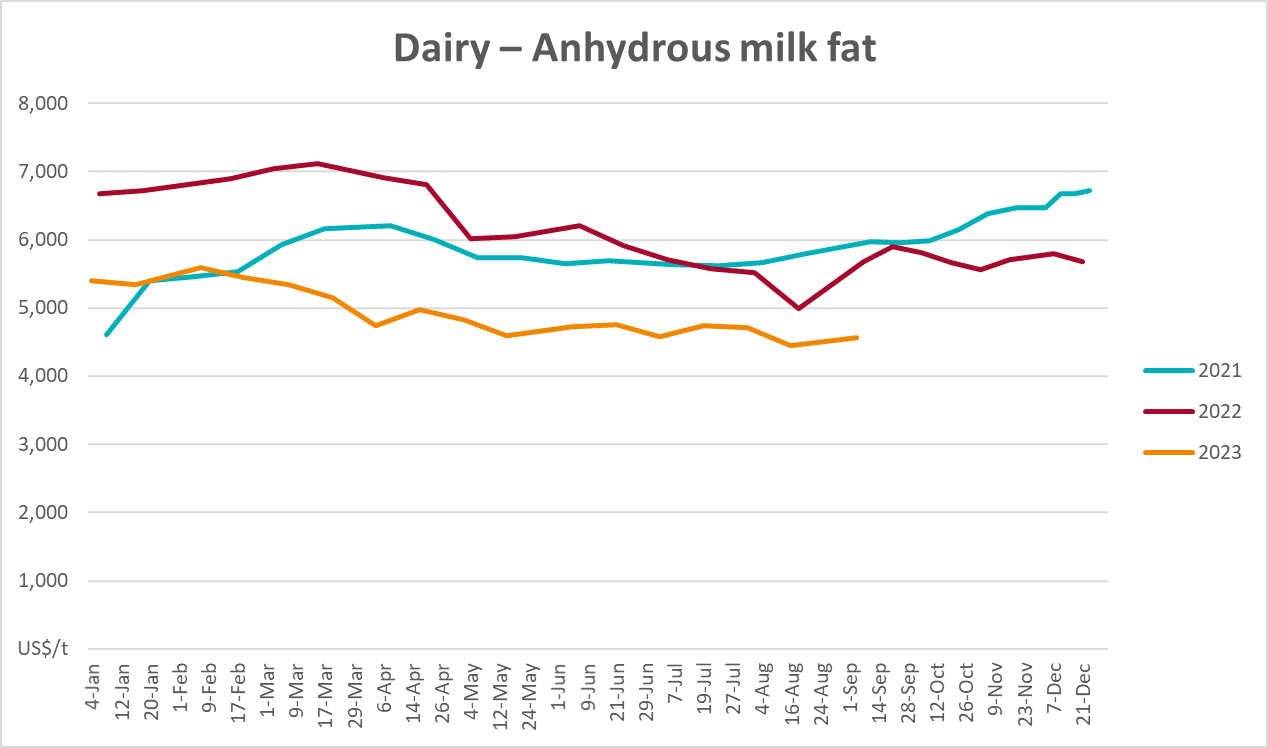 Dairy – Anhydrous milk fat
8,000
7,000
6,000
5,000
4,000
3,000
2,000
1,000
US$/t
4-Jan
12-Jan
20-Jan
1-Feb
9-Feb
17-Feb
1-Mar
9-Mar
17-Mar
29-Mar
6-Apr
14-Apr
26-Apr
4-May
12-May
24-May
1-Jun
9-Jun
21-Jun
29-Jun
7-Jul
19-Jul
27-Jul
4-Aug
16-Aug
24-Aug
1-Sep
14-Sep
28-Sep
12-Oct
26-Oct
9-Nov
23-Nov
7-Dec
21-Dec
2021
2022
2023